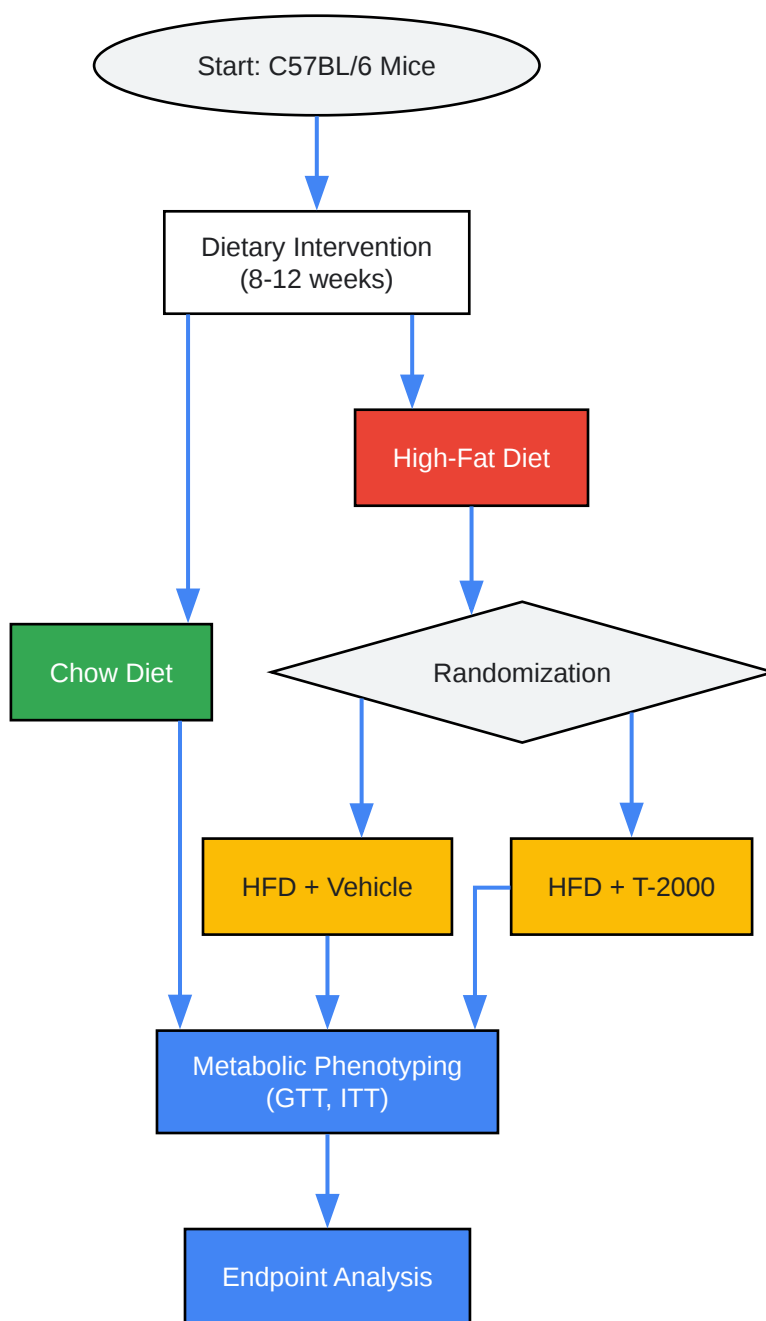 Start: C57BL/6 Mice
Dietary Intervention
(8-12 weeks)
High-Fat Diet
Chow Diet
Randomization
HFD + Vehicle
HFD + T-2000
Metabolic Phenotyping
(GTT, ITT)
Endpoint Analysis